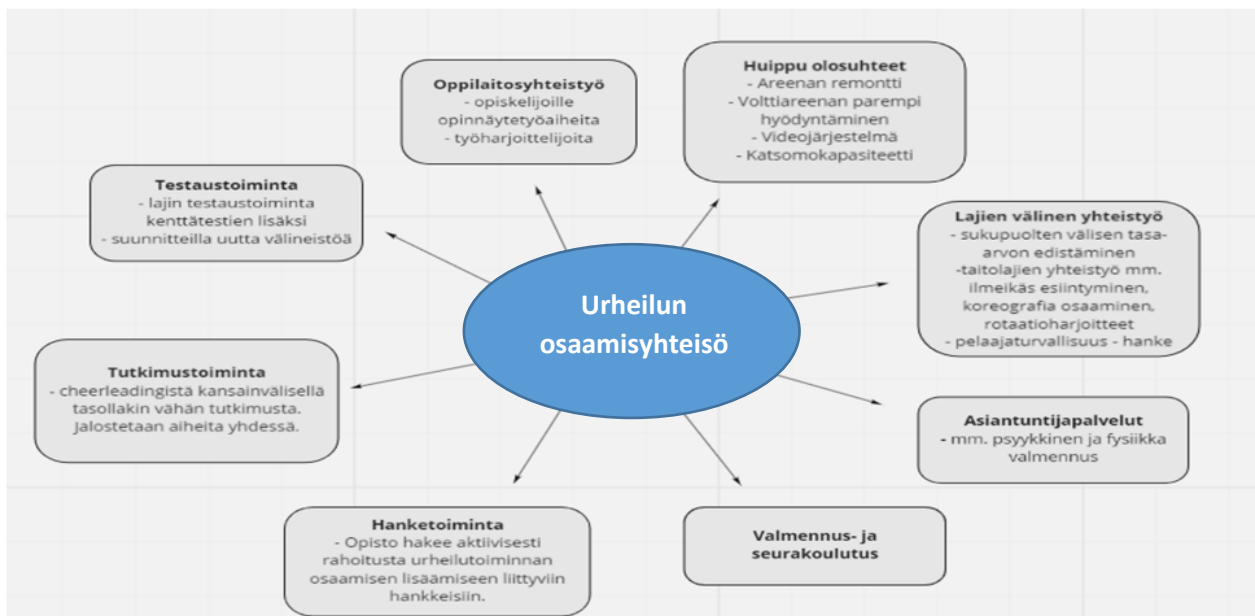 Huippu olosuhteet
- Areenan remontti
- Volttiareenan parempi
hyödyntäminen
- Videojärjestelmä
- Katsomokapasiteetti
Oppilaitosyhteistyö
- opiskelijoille
opinnäytetyöaiheita
- työharjoittelijoita
Testaustoiminta
- lajin testaustoiminta
kenttätestien lisäksi
- suunnitteilla uutta välineistöä
Lajien välinen yhteistyö
- sukupuolten välisen tasa-
arvon edistäminen
-taitolajien yhteistyö mm.
ilmeikäs esiintyminen,
koreografia osaaminen,
rotaatioharjoitteet
- pelaajaturvallisuus - hanke
Urheilun
osaamisyhteisö
Tutkimustoiminta
- cheerleadingistä kansainvälisellä
tasollakin vähän tutkimusta.
Jalostetaan aiheita yhdessä.
Asiantuntijapalvelut
- mm. psyykkinen ja fysiikka
valmennus
Hanketoiminta
- Opisto hakee aktiivisesti
rahoitusta urheilutoiminnan
osaamisen lisäämiseen liittyviin
hankkeisiin.
Valmennus- ja
seurakoulutus